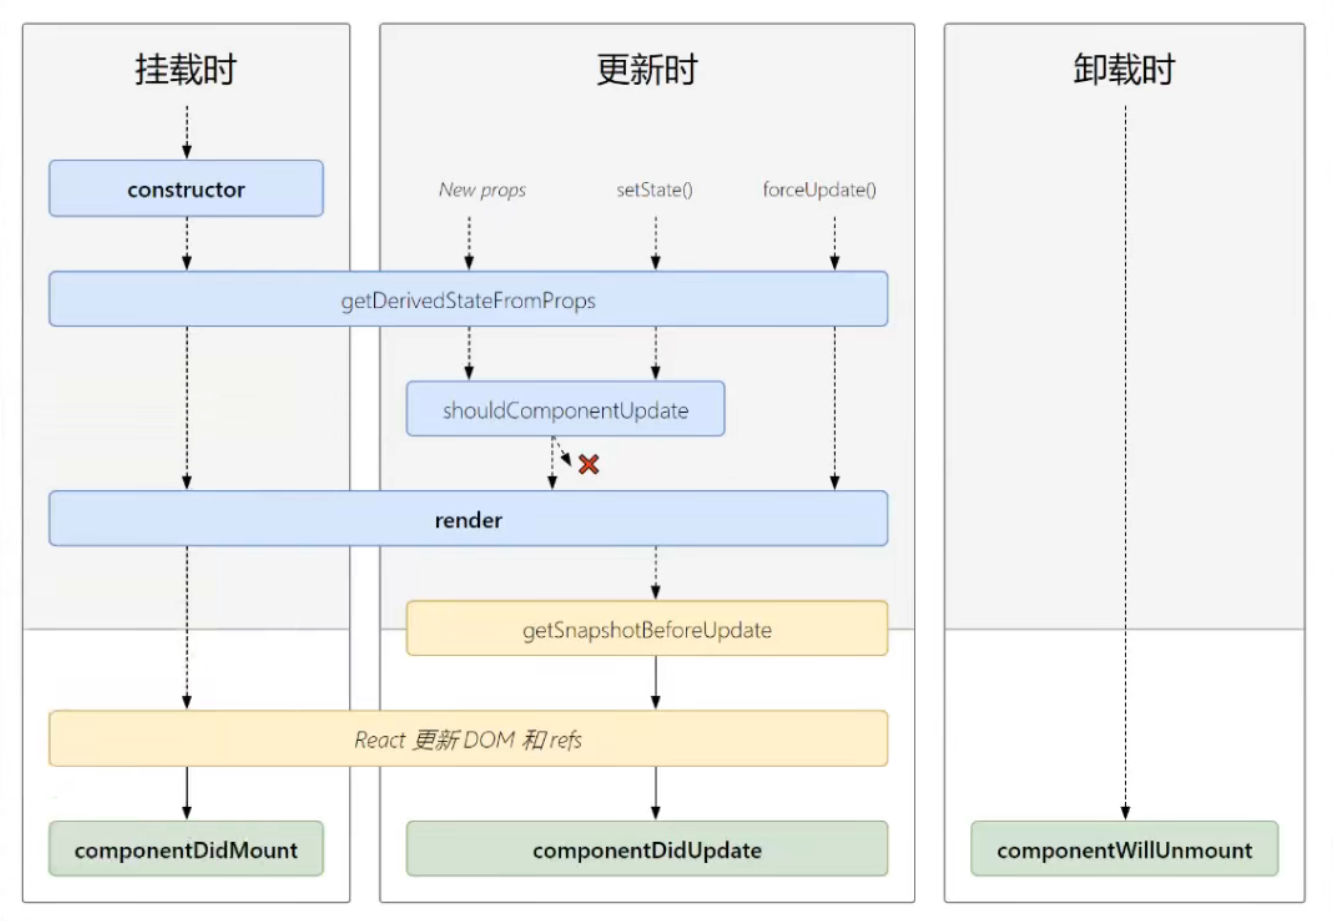 挂载时
更新时
卸载时
constructor
New props
setState()
forceUpdate()
getDerivedStateFromProps
shouldComponentUpdate
render
getSnapshotBeforeUpdate
React 更新 DOM 和 refs
componentDidMount
componentDidUpdate
componentWillUnmount